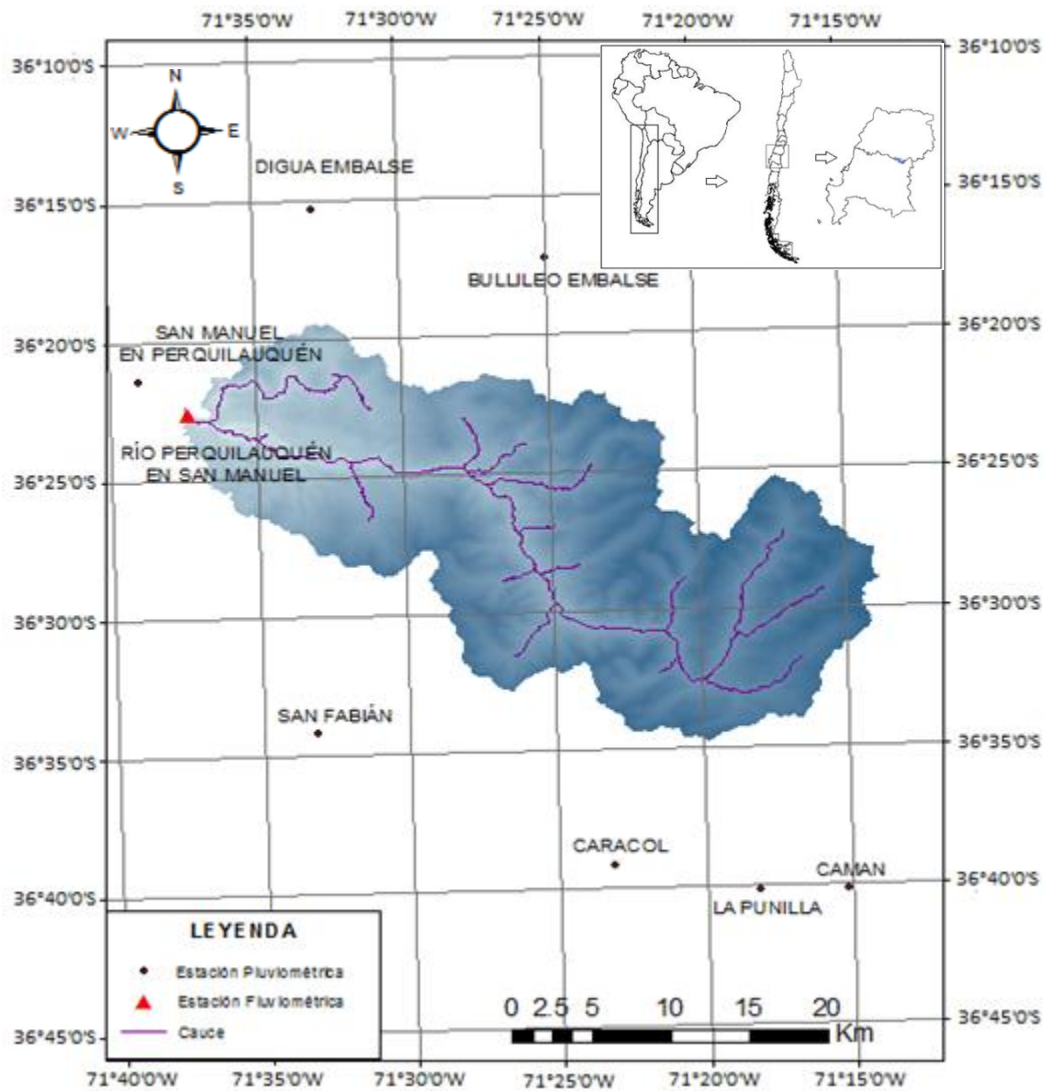 71°35'0"W 71°30'0"W 71°25'0"W 71°20'0"W 71°15'0"W
36°10'0"S 36°10'0"S
N
W E
S
DIGUA EMBALSE
36°15'0"S 36°15'0"S
BULLILEO EMBALSE
SAN MANUEL
EN PERQUILAUQUÉN
36°20'0"S 36°20'0"S
RÍO PERQUILAUQUÉN
EN SAN MANUEL
36°25'0"S 36°25'0"S
36°30'0"S 36°30'0"S
SAN FABIÁN
36°35'0"S 36°35'0"S
CARACOL
CAMAN
36°40'0"S 36°40'0"S
LA PUNILLA
LEYENDA
Estación Pluviométrica
Estación Fluviométrica
Cauce
0 2.5 5 10 15 20
Km
36°45'0"S 36°45'0"S
71°40'0"W 71°35'0"W 71°30'0"W 71°25'0"W 71°20'0"W 71°15'0"W